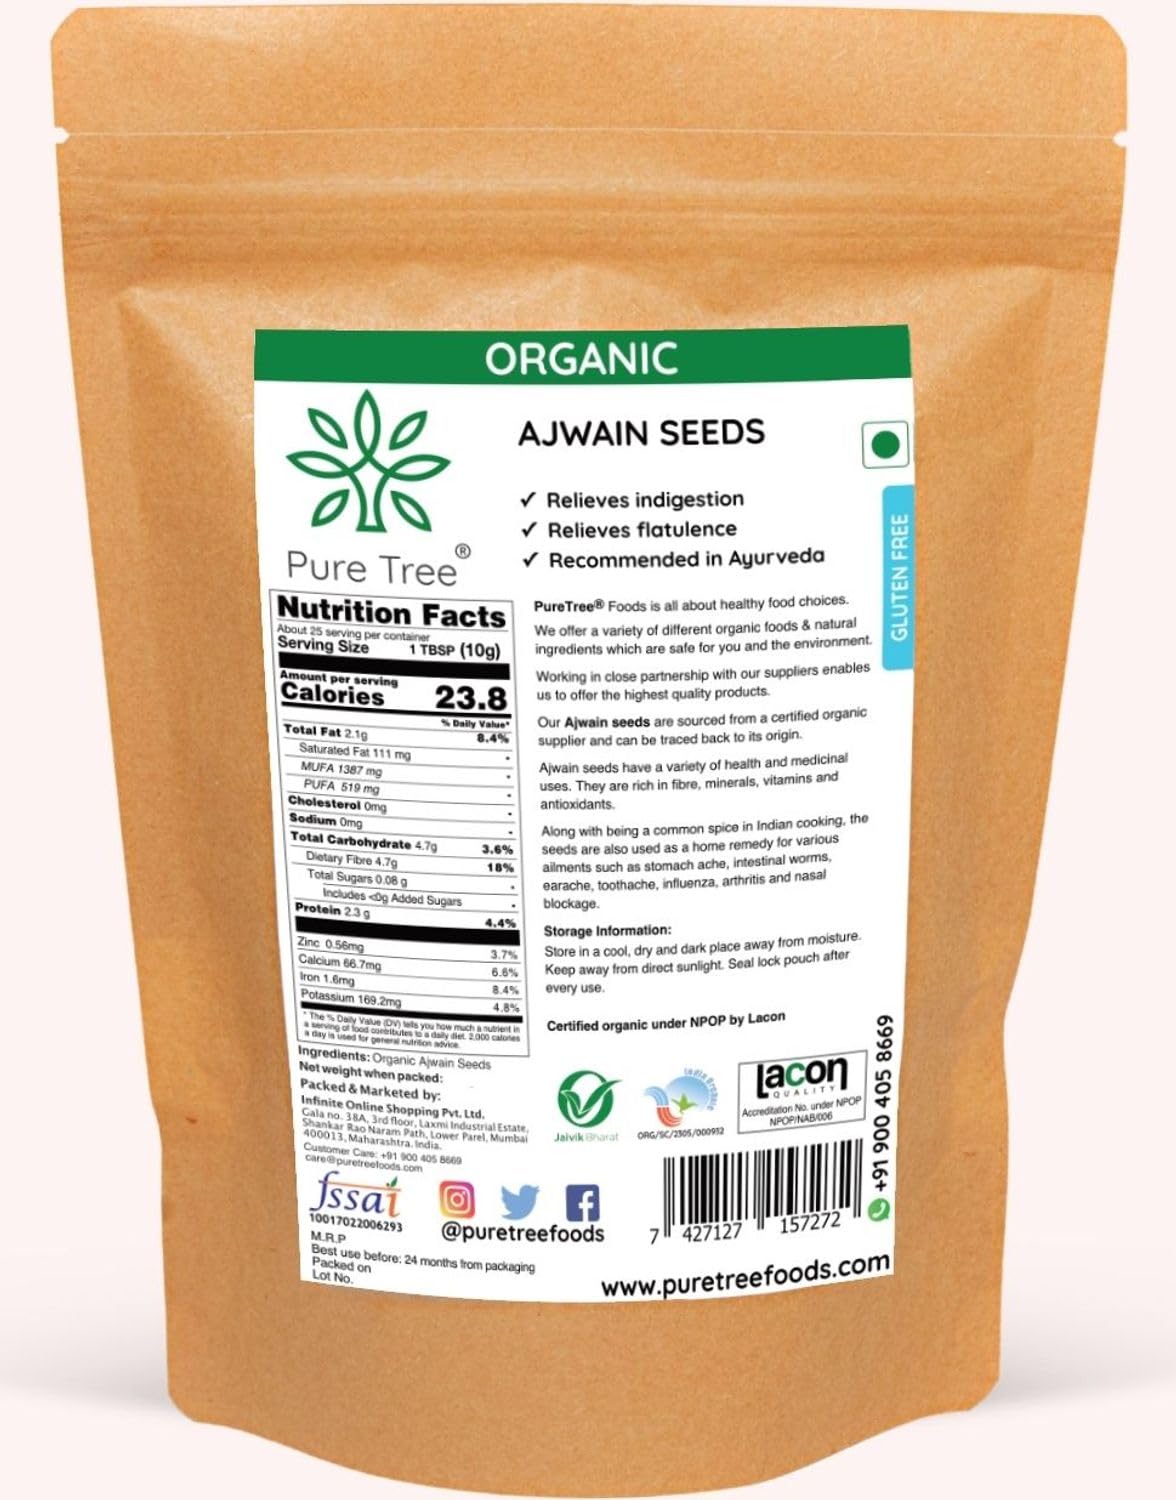 ORGANIC
Pure Tree®
AJWAIN SEEDS
✓ Relieves indigestion
✓ Relieves flatulence
✓ Recommended in Ayurveda
GLUTEN FREE
Nutrition Facts
About 25 serving per container
Serving Size 1 TBSP (10g)
Amount per serving
Calories 23.8
% Daily Value*
Total Fat 2.1g 8.4%
Saturated Fat 111 mg -
MUFA 1387 mg -
PUFA 519 mg -
Cholesterol 0mg -
Sodium 0mg -
Total Carbohydrate 4.7g 3.6%
Dietary Fibre 4.7g 18%
Total Sugars 0.08 g -
Includes <0g Added Sugars -
Protein 2.3 g 4.4%
Zinc 0.56mg 3.7%
Calcium 66.7mg 6.6%
Iron 1.6mg 8.4%
Potassium 169.2mg 4.8%
* The % Daily Value (DV) tells you how much a nutrient in
a serving of food contributes to a daily diet. 2,000 calories
a day is used for general nutrition advice.
Ingredients: Organic Ajwain Seeds
Net weight when packed:
Packed & Marketed by:
Infinite Online Shopping Pvt. Ltd.
Gala no. 38A, 3rd floor, Laxmi Industrial Estate,
Shankar Rao Naram Path, Lower Parel, Mumbai
400013, Maharashtra. India.
Customer Care: +91 900 405 8669
care@puretreefoods.com
fssai
10017022006293
@puretreefoods
M.R.P
Best use before: 24 months from packaging
Packed on
Lot No.
PureTree® Foods is all about healthy food choices.
We offer a variety of different organic foods & natural
ingredients which are safe for you and the environment.
Working in close partnership with our suppliers enables
us to offer the highest quality products.
Our Ajwain seeds are sourced from a certified organic
supplier and can be traced back to its origin.
Ajwain seeds have a variety of health and medicinal
uses. They are rich in fibre, minerals, vitamins and
antioxidants.
Along with being a common spice in Indian cooking, the
seeds are also used as a home remedy for various
ailments such as stomach ache, intestinal worms,
earache, toothache, influenza, arthritis and nasal
blockage.
Storage Information:
Store in a cool, dry and dark place away from moisture.
Keep away from direct sunlight. Seal lock pouch after
every use.
Certified organic under NPOP by Lacon
Jaivik Bharat
India Organic
ORG/SC/2305/000932
lacon
QUALITY
Accreditation No. under NPOP
NPOP/NAB/006
+91 900 405 8669
7 427127 157272
www.puretreefoods.com